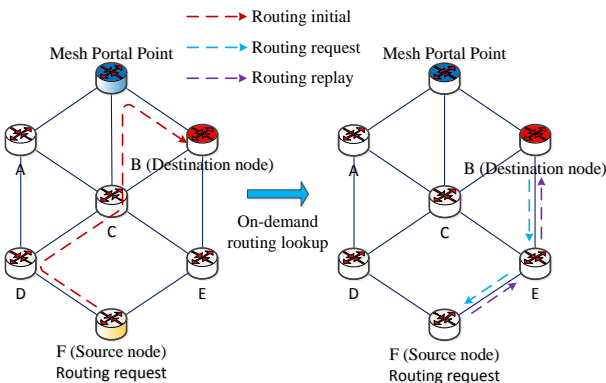 Routing initial
Routing request
Routing replay
Mesh Portal Point
A
B (Destination node)
C
D
E
F (Source node)
Routing request
On-demand
routing lookup
Mesh Portal Point
A
B (Destination node)
C
D
E
F (Source node)
Routing request